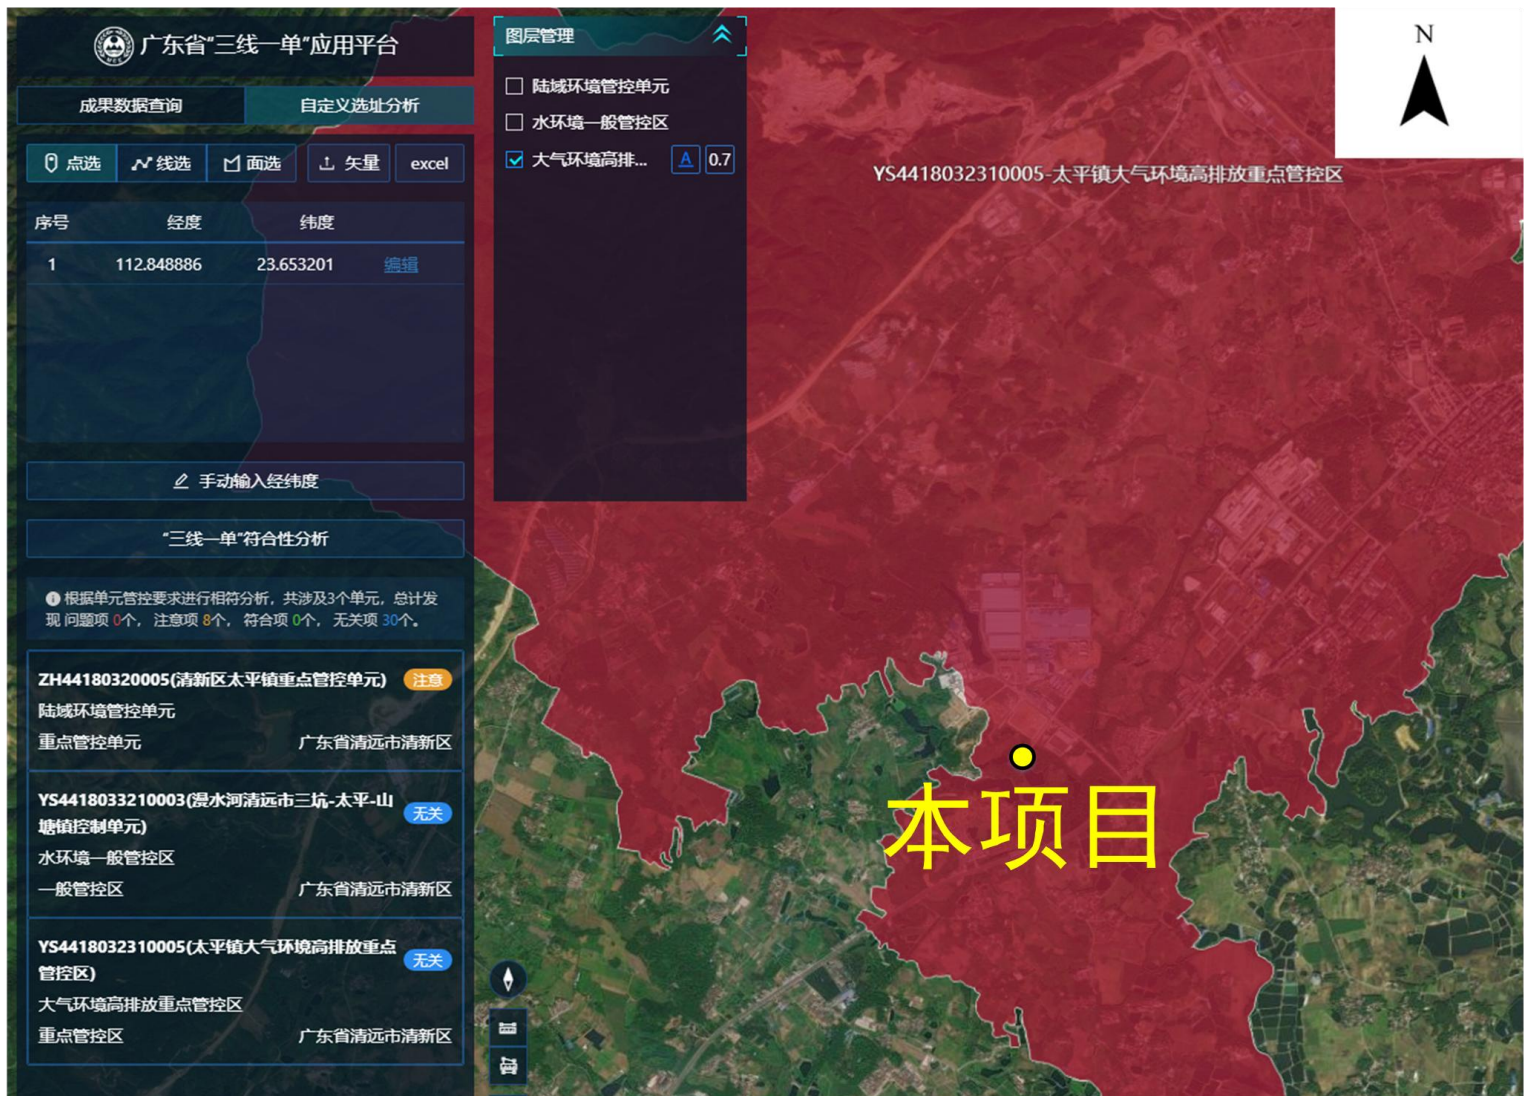 广东省“三线一单”应用平台
成果数据查询
自定义选址分析
点选
线选
面选
矢量
excel
序号 经度 纬度
1 112.848886 23.653201 编辑
手动输入经纬度
“三线一单”符合性分析
根据单元管控要求进行相符分析，共涉及3个单元，总计发
现 问题项 0个， 注意项 8个， 符合项 0个， 无关项 30个。
ZH44180320005(清新区太平镇重点管控单元) 注意
陆域环境管控单元
重点管控单元 广东省清远市清新区
YS4418033210003(漫水河清远市三坑-太平-山
塘镇控制单元)
无关
水环境一般管控区
一般管控区 广东省清远市清新区
YS4418032310005(太平镇大气环境高排放重点
管控区)
无关
大气环境高排放重点管控区
重点管控区 广东省清远市清新区
图层管理
陆域环境管控单元
水环境一般管控区
大气环境高排... A 0.7
YS4418032310005-太平镇大气环境高排放重点管控区
N
本项目